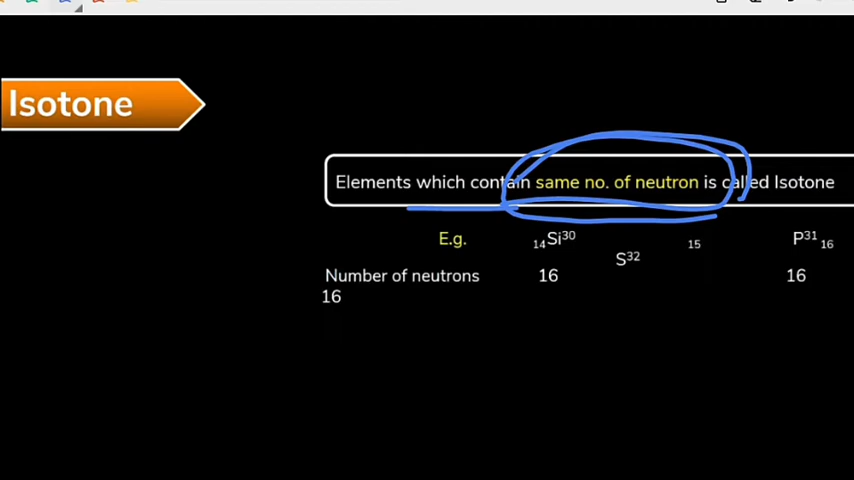 Isotone
Elements which contain same no. of neutron is called Isotone
E.g. ₁₄Si³⁰ ₁₅ P³¹ ₁₆
S³²
Number of neutrons 16 16
16